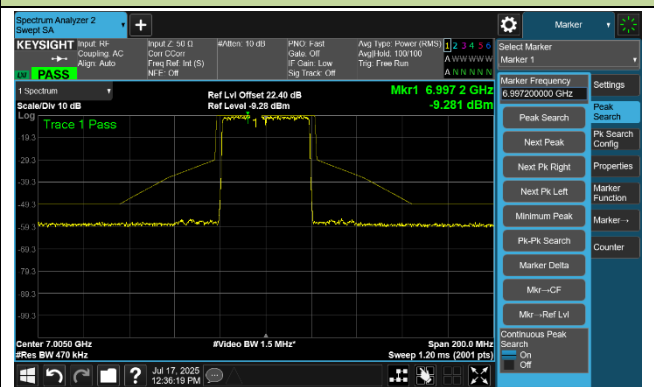 Spectrum Analyzer 2
Swept SA
Marker
KEYSIGHT Input: RF Input Z: 50 Ω #Atten: 10 dB PNO: Fast Avg Type: Power (RMS) 1 2 3 4 5 6
Coupling: AC Corr CCorr Gate: Off Avg|Hold: 100/100 A W W W W W
Align: Auto Freq Ref: Int (S) IF Gain: Low Trig: Free Run
NFE: Off Sig Track: Off A N N N N N
LM PASS
Select Marker
Marker 1
1 Spectrum
Scale/Div 10 dB
Ref Lvl Offset 22.40 dB
Ref Level -9.28 dBm
Mkr1 6.997 2 GHz
-9.281 dBm
Log
Trace 1 Pass
1
-19.3
-29.3
-39.3
-49.3
-59.3
-69.3
-79.3
-89.3
-99.3
Center 7.0050 GHz
#Video BW 1.5 MHz*
Span 200.0 MHz
#Res BW 470 kHz
Sweep 1.20 ms (2001 pts)
Marker Frequency
6.997200000 GHz
Peak Search
Next Peak
Next Pk Right
Next Pk Left
Minimum Peak
Pk-Pk Search
Marker Delta
Mkr→CF
Mkr→Ref Lvl
Continuous Peak
Search
On
Off
Settings
Peak
Search
Pk Search
Config
Properties
Marker
Function
Marker→
Counter
Jul 17, 2025
12:36:19 PM